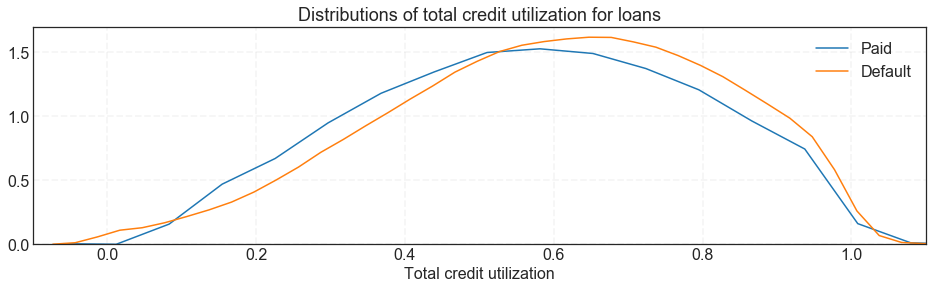 Distributions of total credit utilization for loans
1.5
1.0
0.5
0.0
Paid
Default
0.0 0.2 0.4 0.6 0.8 1.0
Total credit utilization